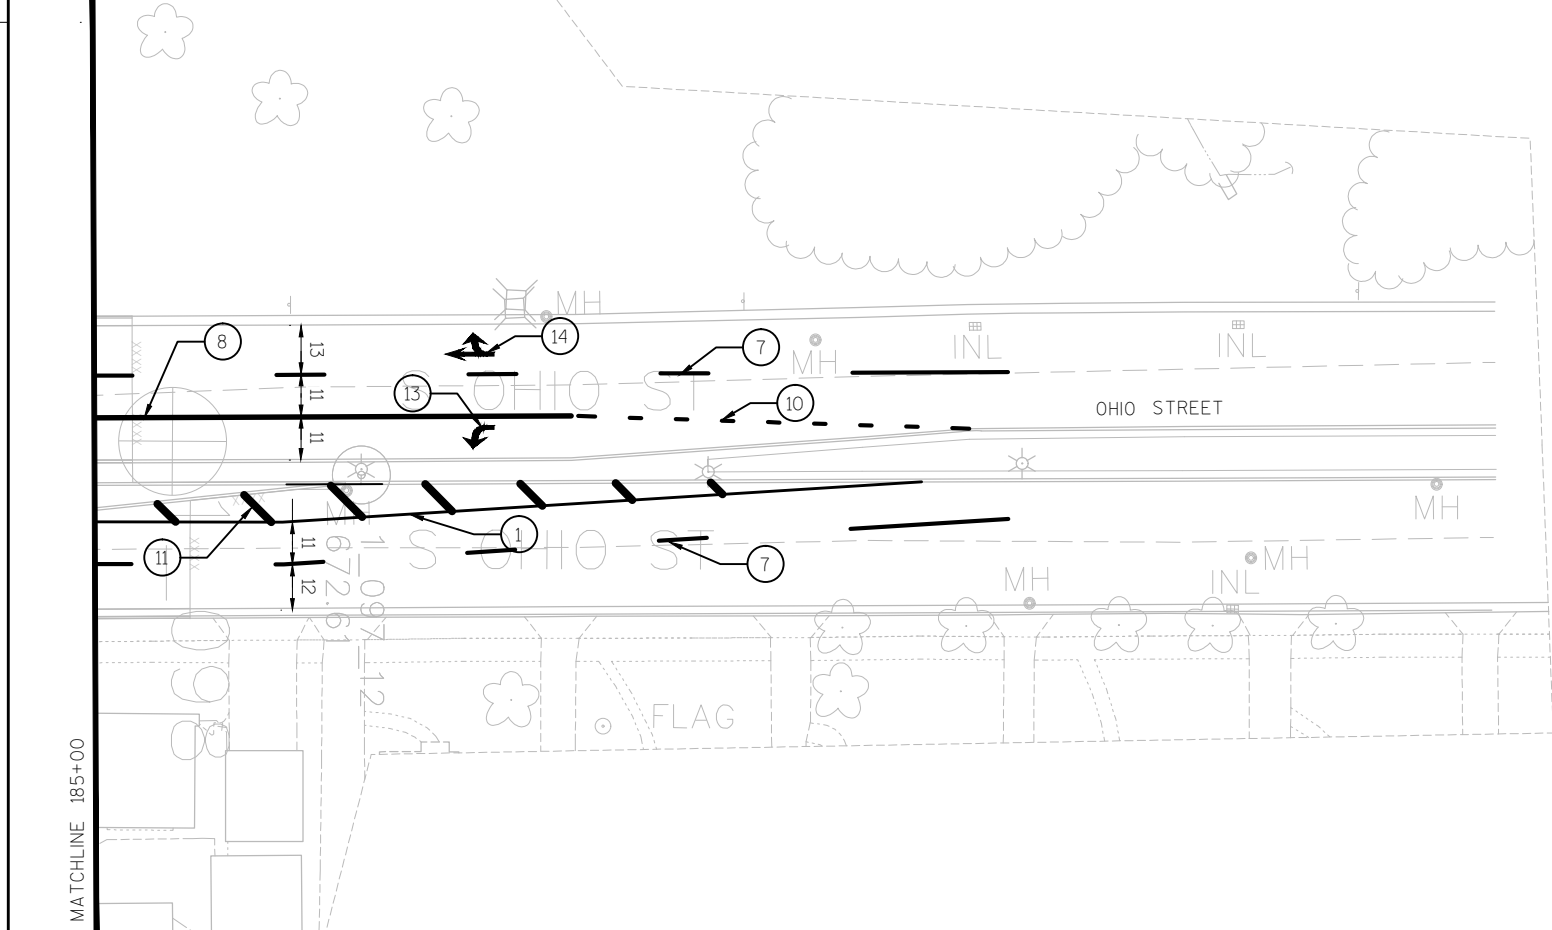 MH
8
13
14
7
MH
INL
INL
11
13
OHIO ST
10
OHIO STREET
11
MH
MH
1
11
S OHIO ST
11
7
12
MH
INL
MH
FLAG
MATCHLINE 185+00